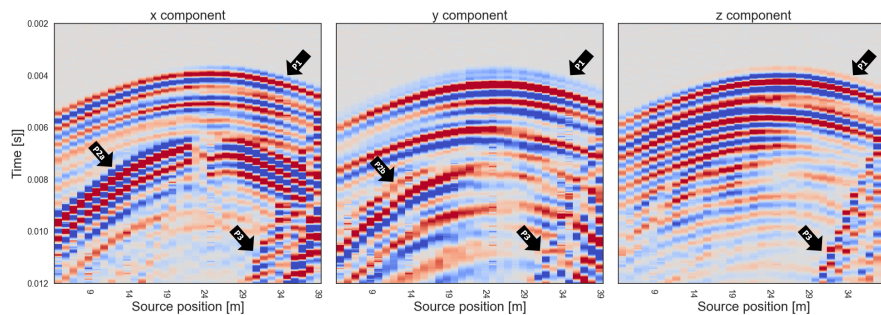 x component
y component
z component
Time [s]]
0.002
0.004
0.006
0.008
0.010
0.012
P1
P2a
P3
P1
P2b
P3
P1
P3
9
14
19
24
29
34
39
9
14
19
24
29
34
39
9
14
19
24
29
34
39
Source position [m]
Source position [m]
Source position [m]